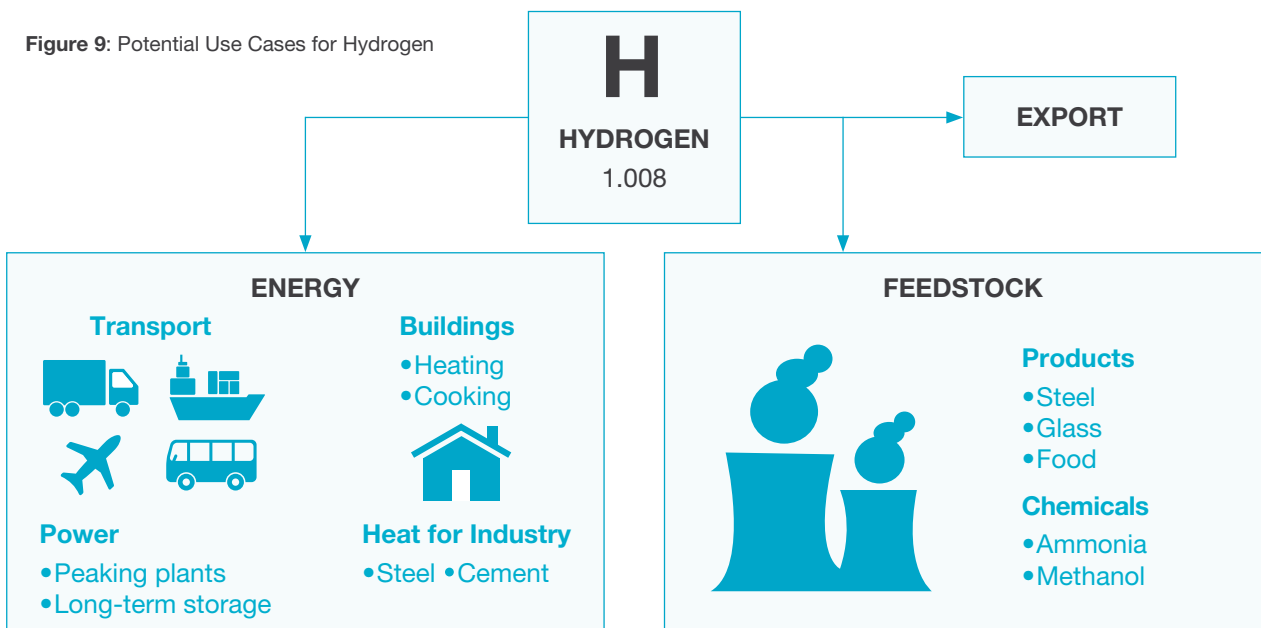 Figure 9: Potential Use Cases for Hydrogen
H
HYDROGEN
1.008
EXPORT
ENERGY
Transport
Buildings
•Heating
•Cooking
Power
•Peaking plants
•Long-term storage
Heat for Industry
•Steel •Cement
FEEDSTOCK
Products
•Steel
•Glass
•Food
Chemicals
•Ammonia
•Methanol